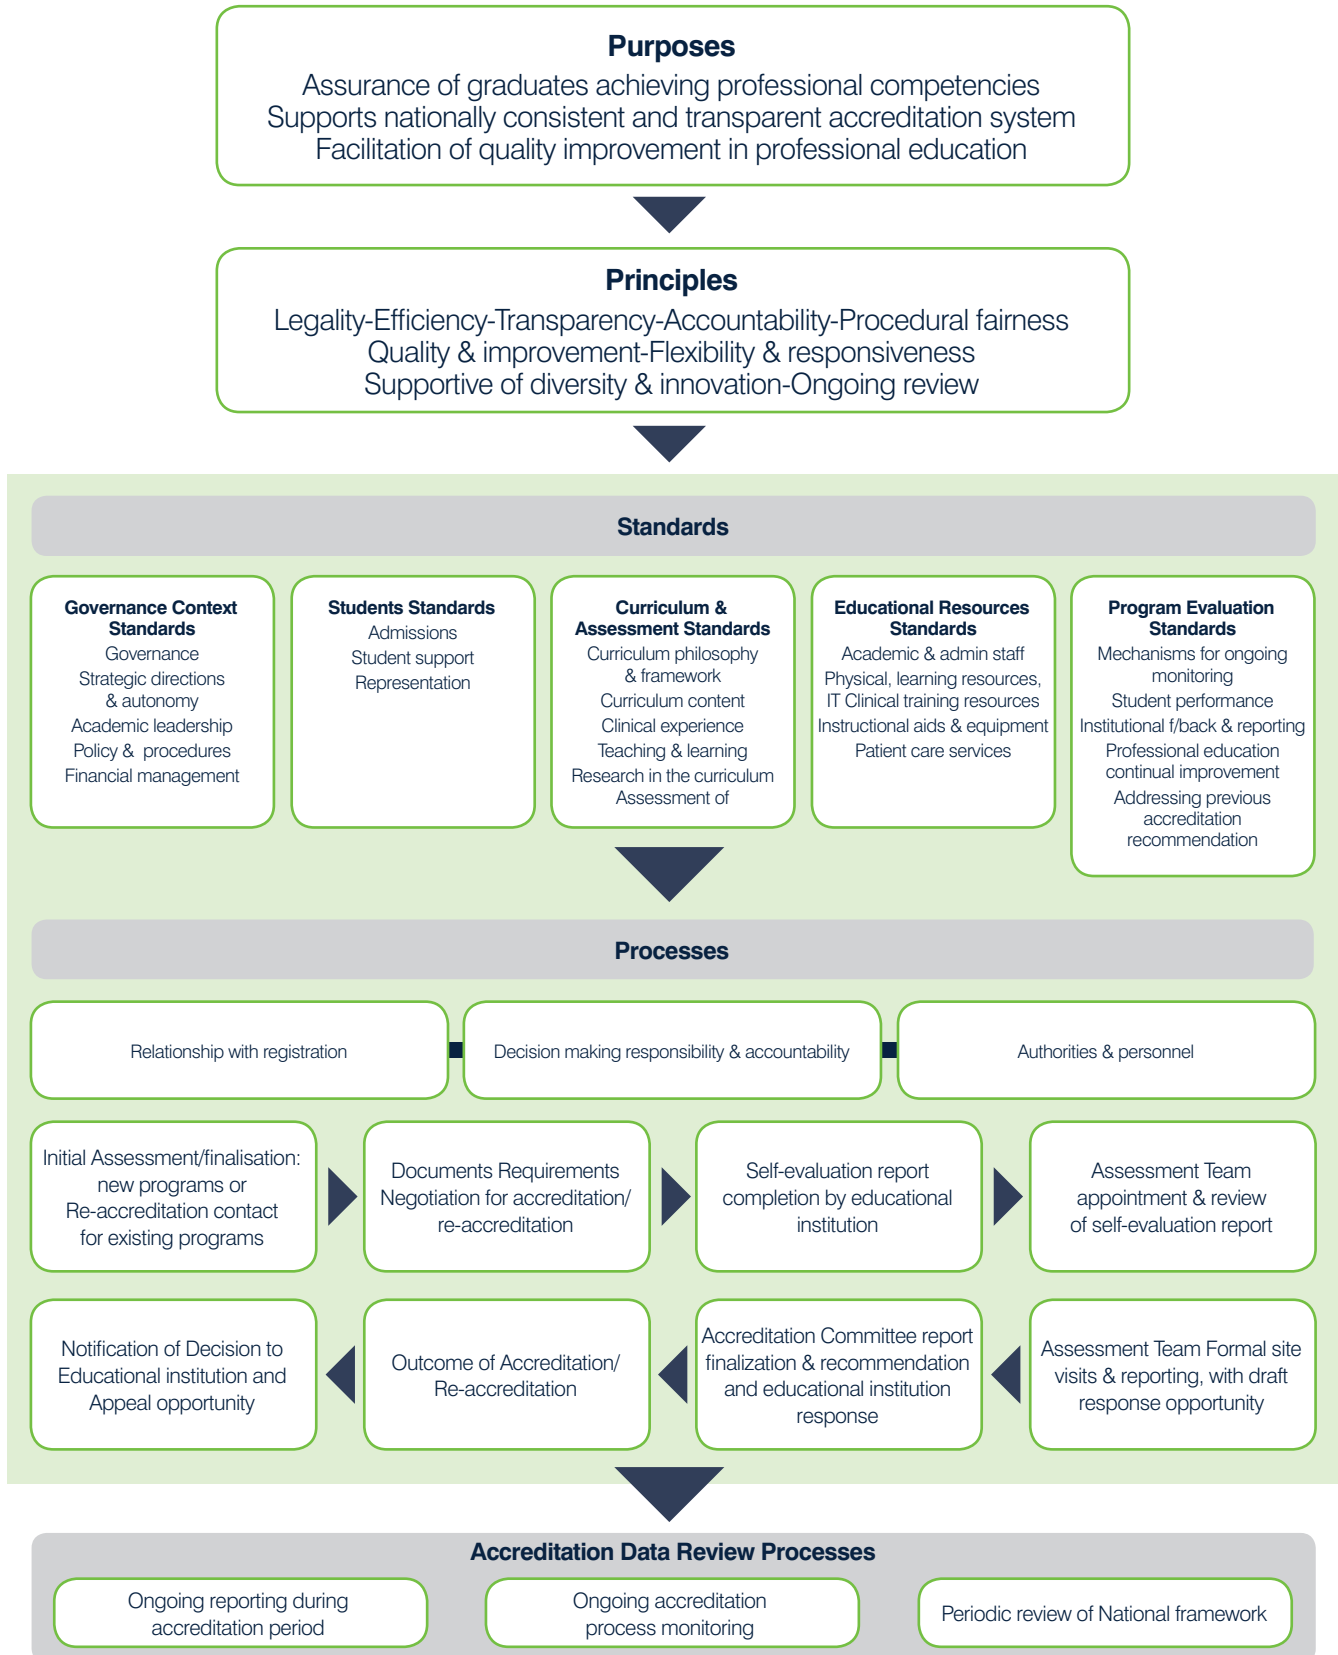 Purposes
Assurance of graduates achieving professional competencies
Supports nationally consistent and transparent accreditation system
Facilitation of quality improvement in professional education
Principles
Legality-Efficiency-Transparency-Accountability-Procedural fairness
Quality & improvement-Flexibility & responsiveness
Supportive of diversity & innovation-Ongoing review
Standards
Governance Context
Standards
Governance
Strategic directions
& autonomy
Academic leadership
Policy & procedures
Financial management
Students Standards
Admissions
Student support
Representation
Curriculum &
Assessment Standards
Curriculum philosophy
& framework
Curriculum content
Clinical experience
Teaching & learning
Research in the curriculum
Assessment of
Educational Resources
Standards
Academic & admin staff
Physical, learning resources,
IT Clinical training resources
Instructional aids & equipment
Patient care services
Program Evaluation
Standards
Mechanisms for ongoing
monitoring
Student performance
Institutional f/back & reporting
Professional education
continual improvement
Addressing previous
accreditation
recommendation
Processes
Relationship with registration
Decision making responsibility & accountability
Authorities & personnel
Initial Assessment/finalisation:
new programs or
Re-accreditation contact
for existing programs
Documents Requirements
Negotiation for accreditation/
re-accreditation
Self-evaluation report
completion by educational
institution
Assessment Team
appointment & review
of self-evaluation report
Notification of Decision to
Educational institution and
Appeal opportunity
Outcome of Accreditation/
Re-accreditation
Accreditation Committee report
finalization & recommendation
and educational institution
response
Assessment Team Formal site
visits & reporting, with draft
response opportunity
Accreditation Data Review Processes
Ongoing reporting during
accreditation period
Ongoing accreditation
process monitoring
Periodic review of National framework